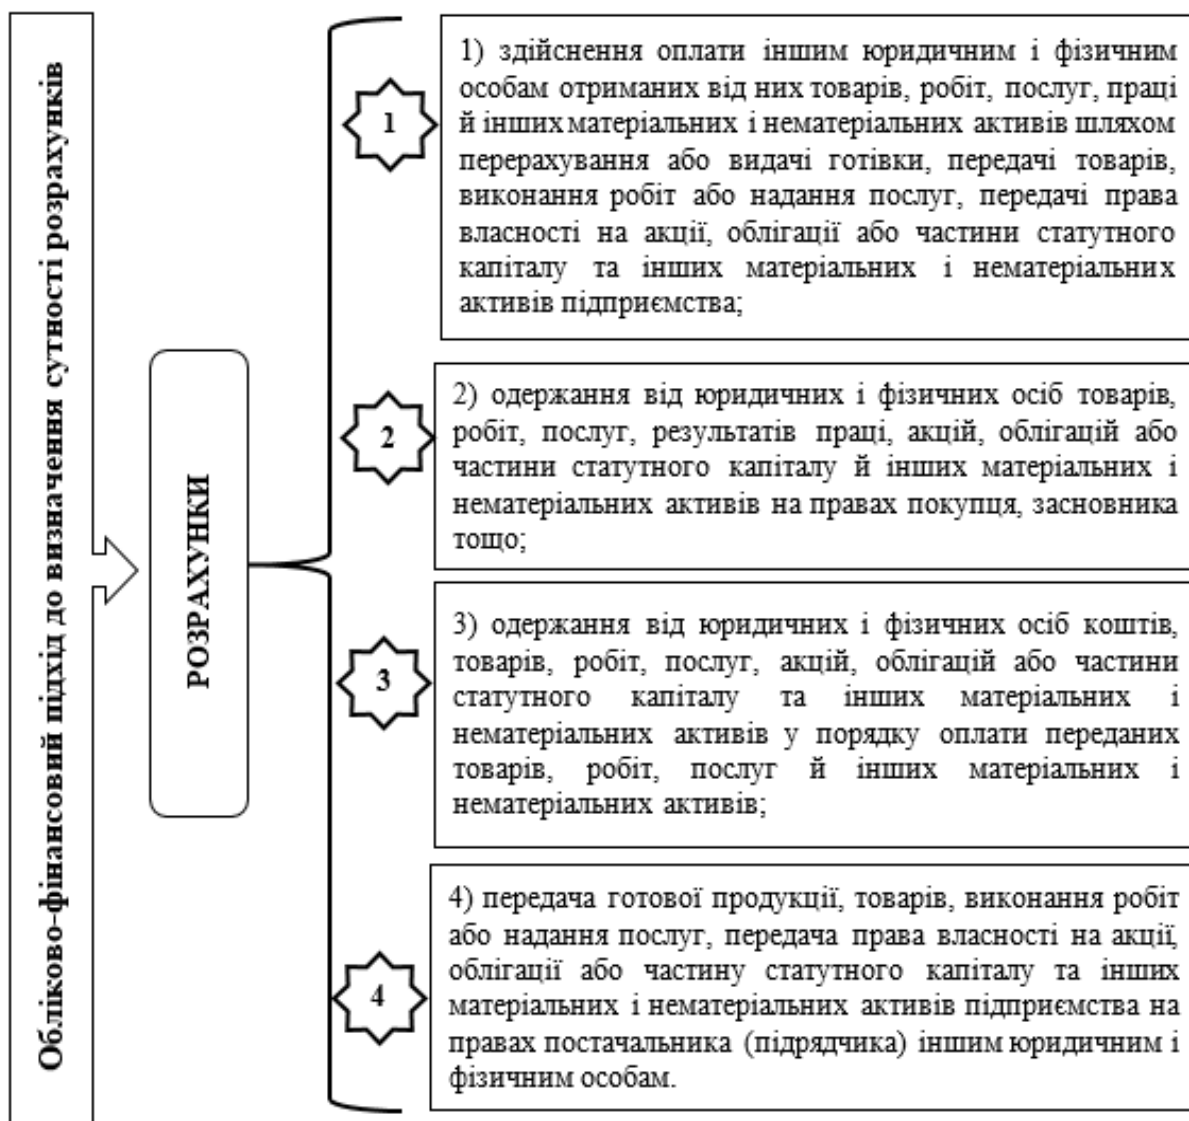 Обліково-фінансовий підхід до визначення сутності розрахунків
РОЗРАХУНКИ
1
1) здійснення оплати іншим юридичним і фізичним
особам отриманих від них товарів, робіт, послуг, праці
й інших матеріальних і нематеріальних активів шляхом
перерахування або видачі готівки, передачі товарів,
виконання робіт або надання послуг, передачі права
власності на акції, облігації або частини статутного
капіталу та інших матеріальних і нематеріальних
активів підприємства;
2
2) одержання від юридичних і фізичних осіб товарів,
робіт, послуг, результатів праці, акцій, облігацій або
частини статутного капіталу й інших матеріальних і
нематеріальних активів на правах покупця, засновника
тощо;
3
3) одержання від юридичних і фізичних осіб коштів,
товарів, робіт, послуг, акцій, облігацій або частини
статутного капіталу та інших матеріальних і
нематеріальних активів у порядку оплати переданих
товарів, робіт, послуг й інших матеріальних і
нематеріальних активів;
4
4) передача готової продукції, товарів, виконання робіт
або надання послуг, передача права власності на акції,
облігації або частину статутного капіталу та інших
матеріальних і нематеріальних активів підприємства на
правах постачальника (підрядчика) іншим юридичним і
фізичним особам.